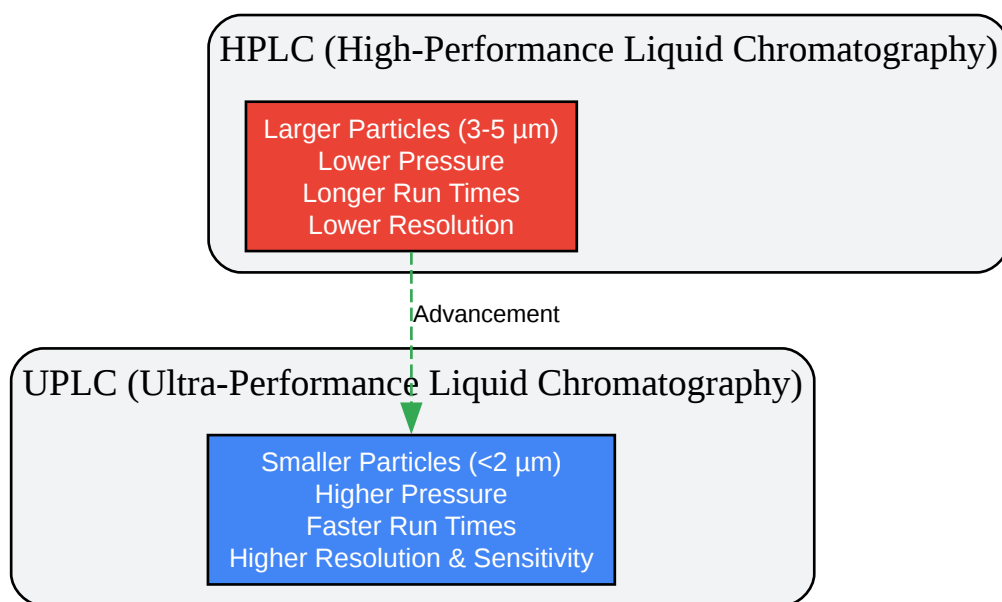 HPLC (High-Performance Liquid Chromatography)
Larger Particles (3-5 µm)
Lower Pressure
Longer Run Times
Lower Resolution
Advancement
UPLC (Ultra-Performance Liquid Chromatography)
Smaller Particles (<2 µm)
Higher Pressure
Faster Run Times
Higher Resolution & Sensitivity